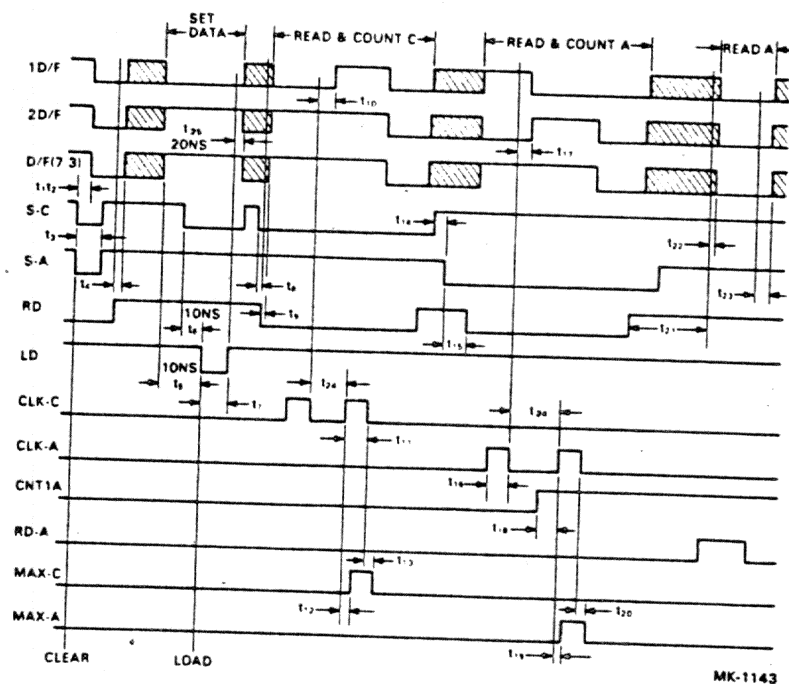 SET
DATA
READ & COUNT C
READ & COUNT A
READ A
1D/F
t10
2D/F
t25
20NS
t17
D/F(7 3)
t1t2
S-C
t14
t3
t22
S-A
t4
t8
t23
RD
10NS
t6
t9
t15
t21
LD
10NS
t5
t7
t24
t24
CLK-C
t11
CLK-A
t16
CNT1A
t18
RD-A
t13
MAX-C
t12
t20
MAX-A
t19
CLEAR
LOAD
MK-1143